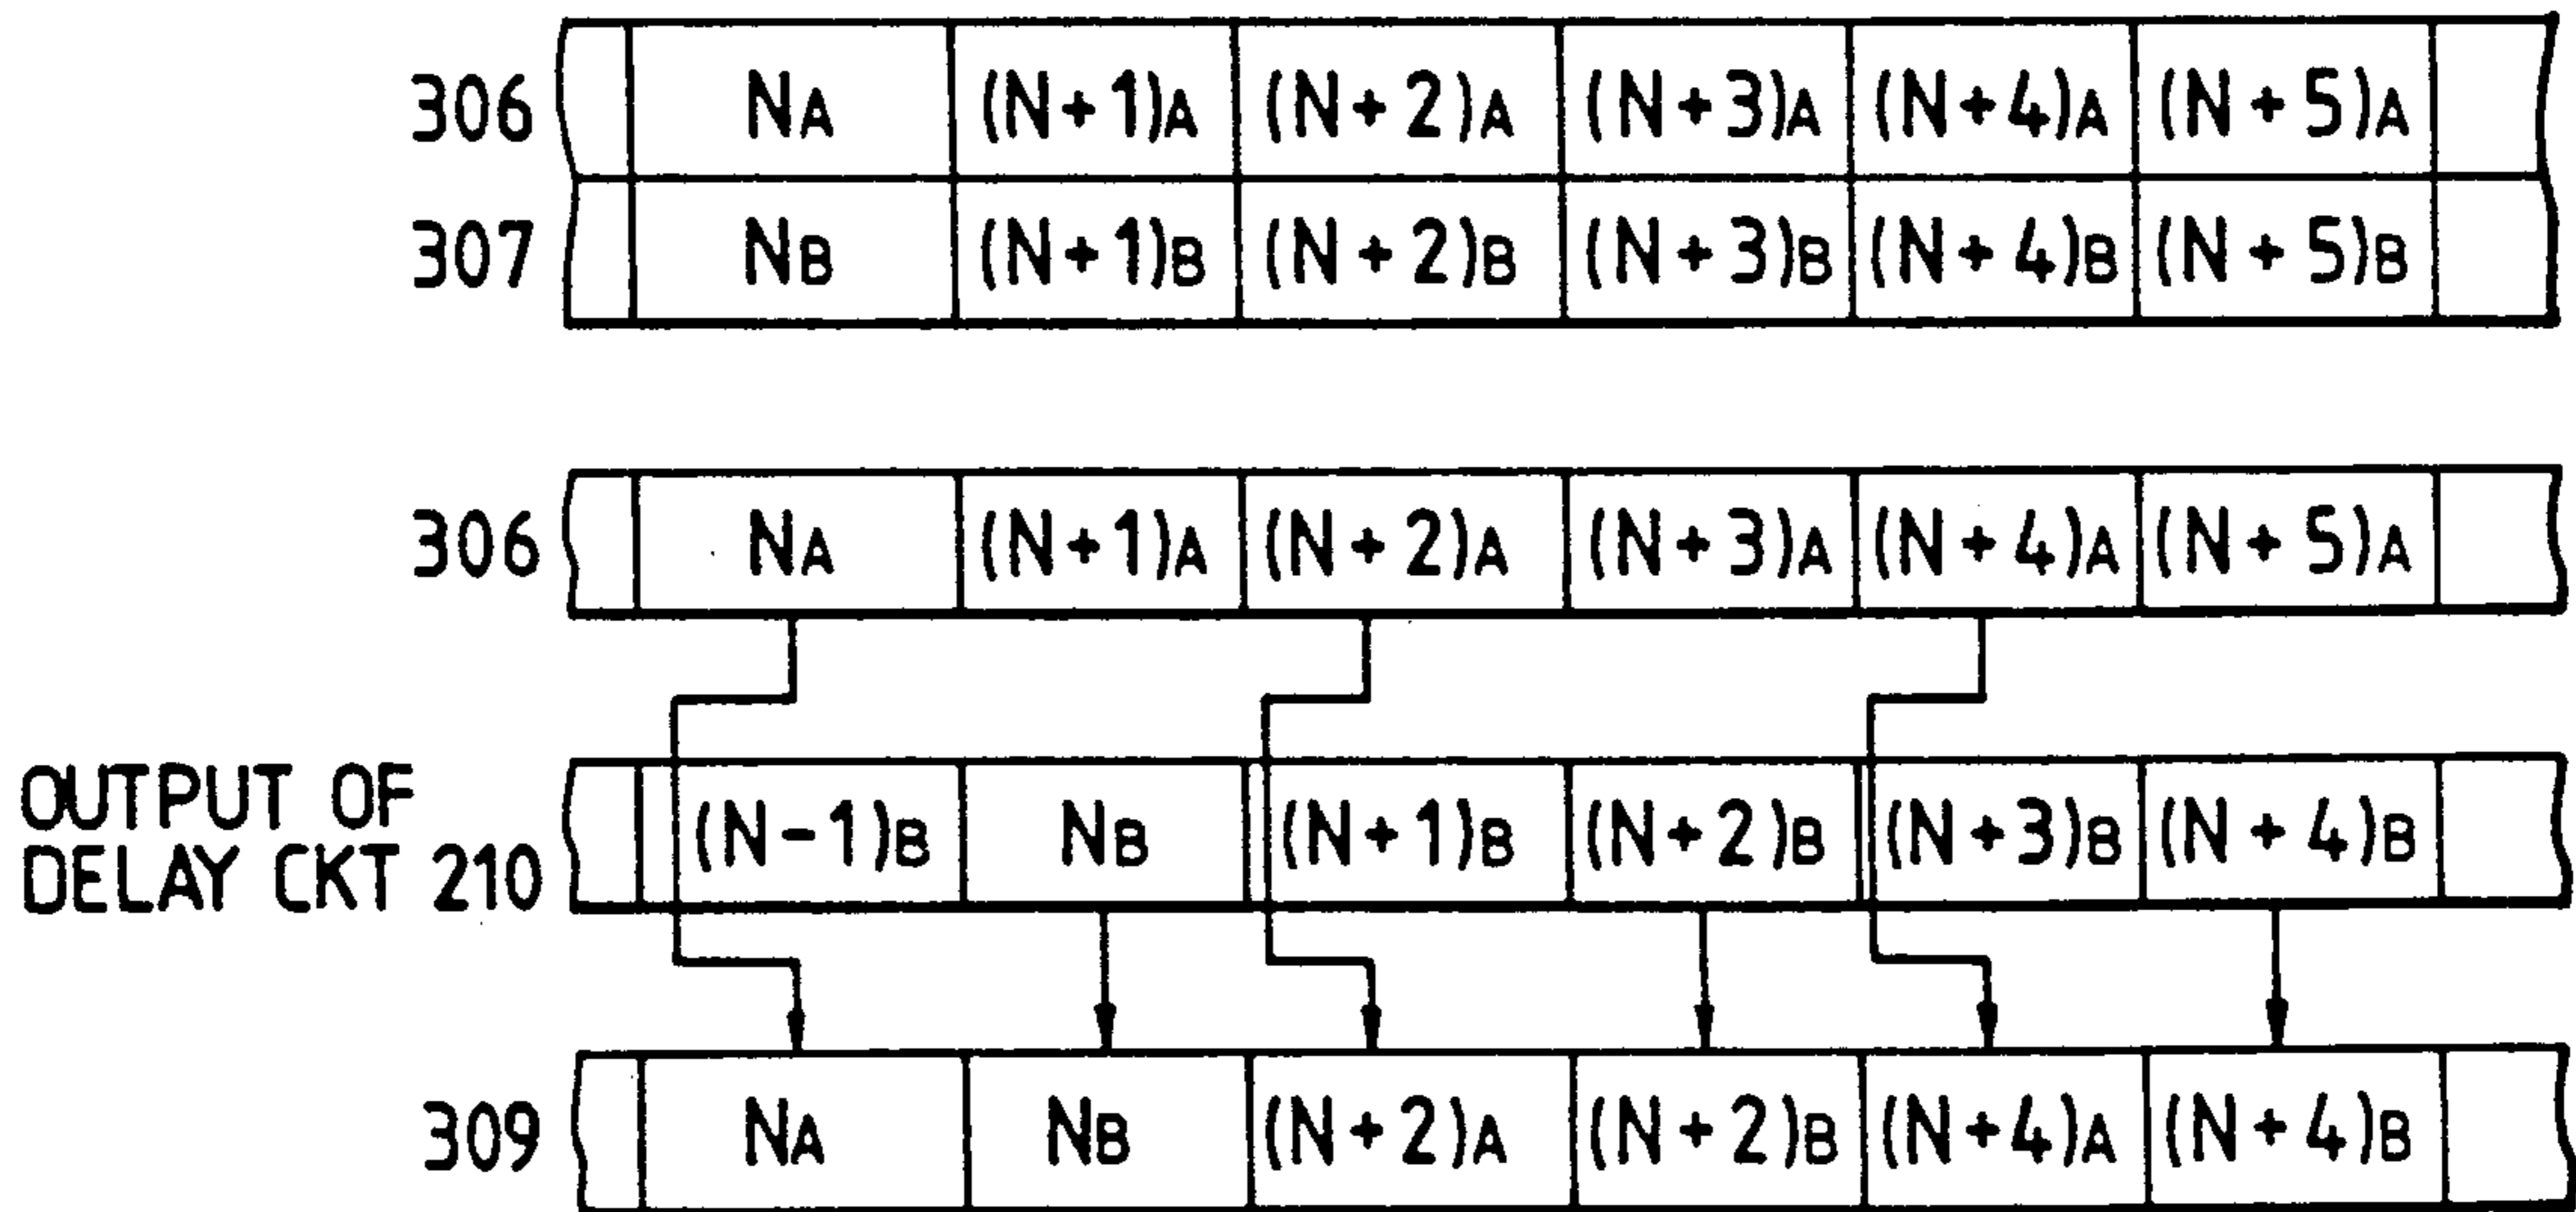 306 NA (N+1)A (N+2)A (N+3)A (N+4)A (N+5)A
307 NB (N+1)B (N+2)B (N+3)B (N+4)B (N+5)B
306 NA (N+1)A (N+2)A (N+3)A (N+4)A (N+5)A
OUTPUT OF
DELAY CKT 210 (N-1)B NB (N+1)B (N+2)B (N+3)B (N+4)B
309 NA NB (N+2)A (N+2)B (N+4)A (N+4)B